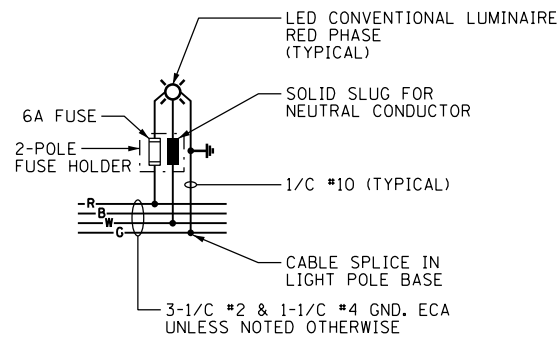 LED CONVENTIONAL LUMINAIRE
RED PHASE
(TYPICAL)
SOLID SLUG FOR
NEUTRAL CONDUCTOR
6A FUSE
2-POLE
FUSE HOLDER
1/C #10 (TYPICAL)
R
B
W
G
CABLE SPLICE IN
LIGHT POLE BASE
3-1/C #2 & 1-1/C #4 GND. ECA
UNLESS NOTED OTHERWISE